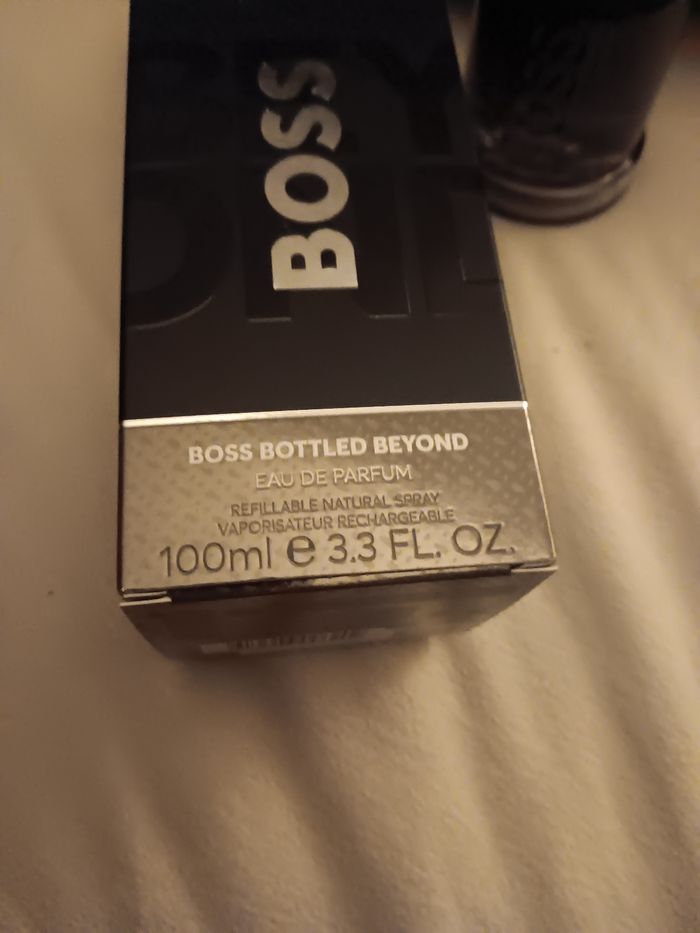 BOSS
BOSS BOTTLED BEYOND
EAU DE PARFUM
REFILLABLE NATURAL SPRAY
VAPORISATEUR RECHARGEABLE
100ml e 3.3 FL. OZ.